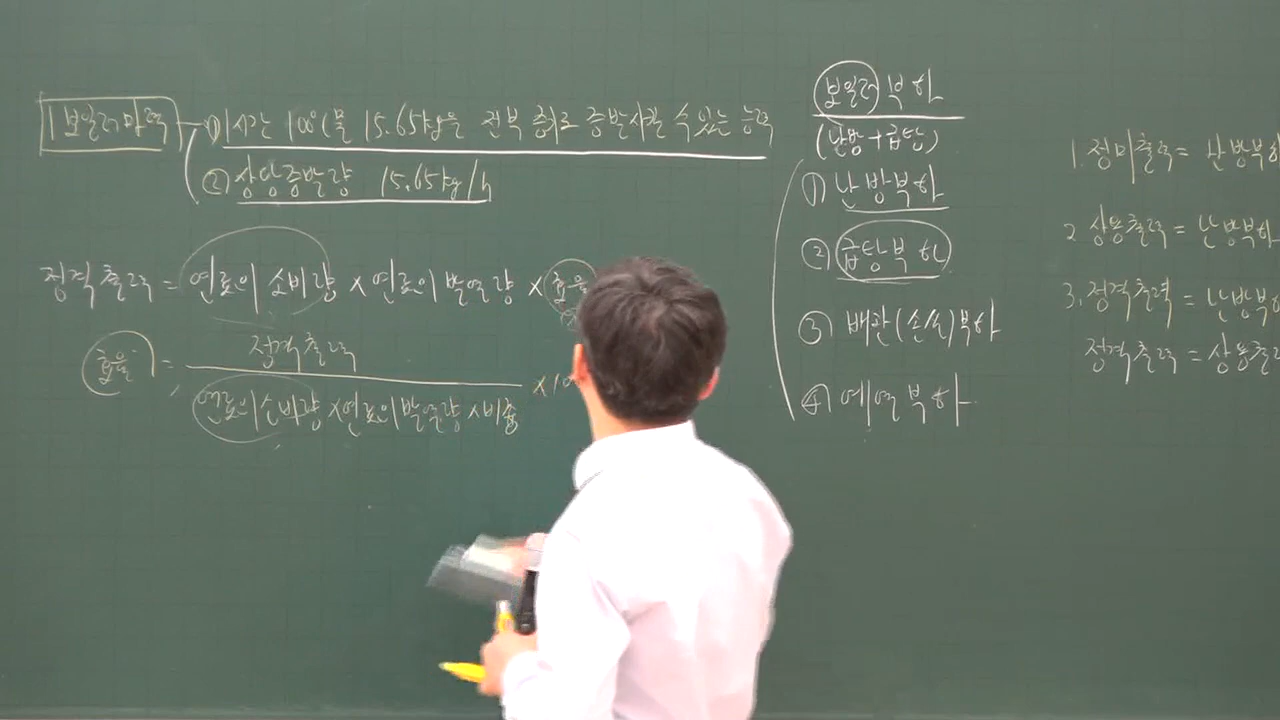 보일러마력 ① 1시간 100℃ 물 15.65kg을 전부 증기로 증발시킬 수 있는 능력
② 상당증발량 15.65kg/h
정격출력 = 연료의 소비량 × 연료의 발열량 × 효율
효율 = 정격출력
연료의 소비량 × 연료의 발열량 × 비중
보일러 부하
(난방+급탕)
① 난방부하
② 급탕부하
③ 배관(손실)부하
④ 예열부하
1. 정미출력 = 난방부하
2. 상용출력 = 난방부하
3. 정격출력 = 난방부
정격출력 = 상용출